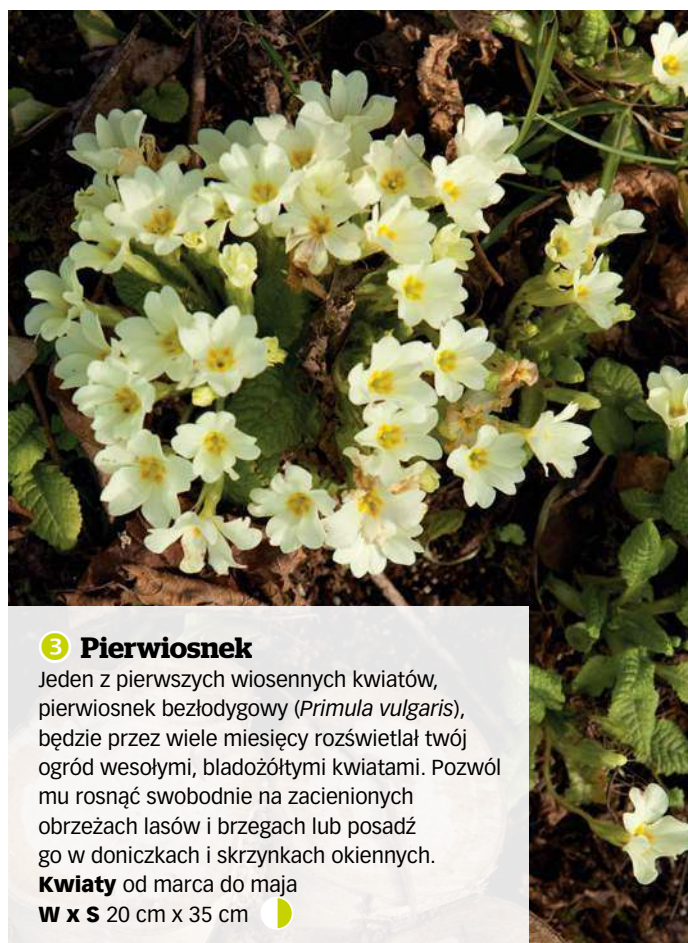 3 Pierwiosnek
Jeden z pierwszych wiosennych kwiatów,
pierwiosnek bezłodygowy (Primula vulgaris),
będzie przez wiele miesięcy rozświetlał twój
ogród wesołymi, bladożółtymi kwiatami. Pozwól
mu rosnąć swobodnie na zacienionych
obrzeżach lasów i brzegach lub posadź
go w doniczkach i skrzynkach okiennych.
Kwiaty od marca do maja
W x S 20 cm x 35 cm